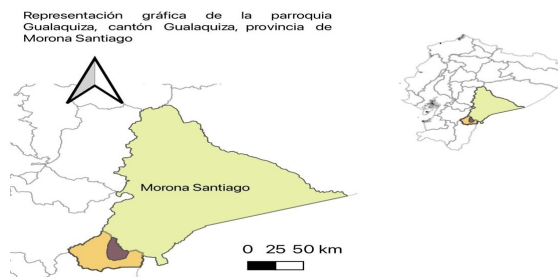 Representación gráfica de la parroquia
Gualaquiza, cantón Gualaquiza, provincia de
Morona Santiago
Morona Santiago
0 25 50 km